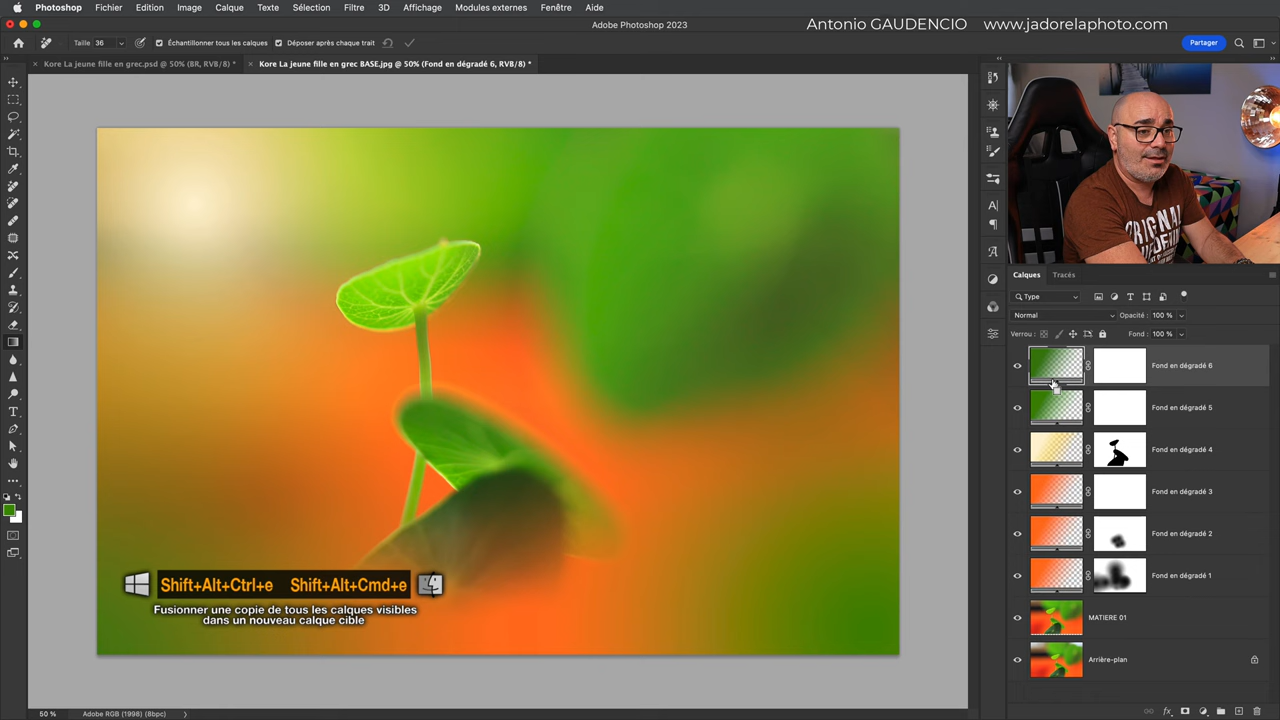 Photoshop Fichier Edition Image Calque Texte Sélection Filtre 3D Affichage Modules externes Fenêtre Aide
Adobe Photoshop 2023
Antonio GAUDENCIO www.jadorelaphoto.com
Taille 36 Échantillonner tous les calques Déposer après chaque trait Partager
Kore La jeune fille en grec.psd @ 50% (BR, RVB/8) *
Kore La jeune fille en grec BASE.jpg @ 50% (Fond en dégradé 6, RVB/8) *
ORIGNAL
Calques Tracés
Type
Normal Opacité : 100 %
Verrou : Fond : 100 %
Fond en dégradé 6
Fond en dégradé 5
Fond en dégradé 4
Fond en dégradé 3
Fond en dégradé 2
Fond en dégradé 1
MATIERE 01
Arrière-plan
Shift+Alt+Ctrl+e Shift+Alt+Cmd+e
Fusionner une copie de tous les calques visibles
dans un nouveau calque cible
50 % Adobe RGB (1998) (8bpc)